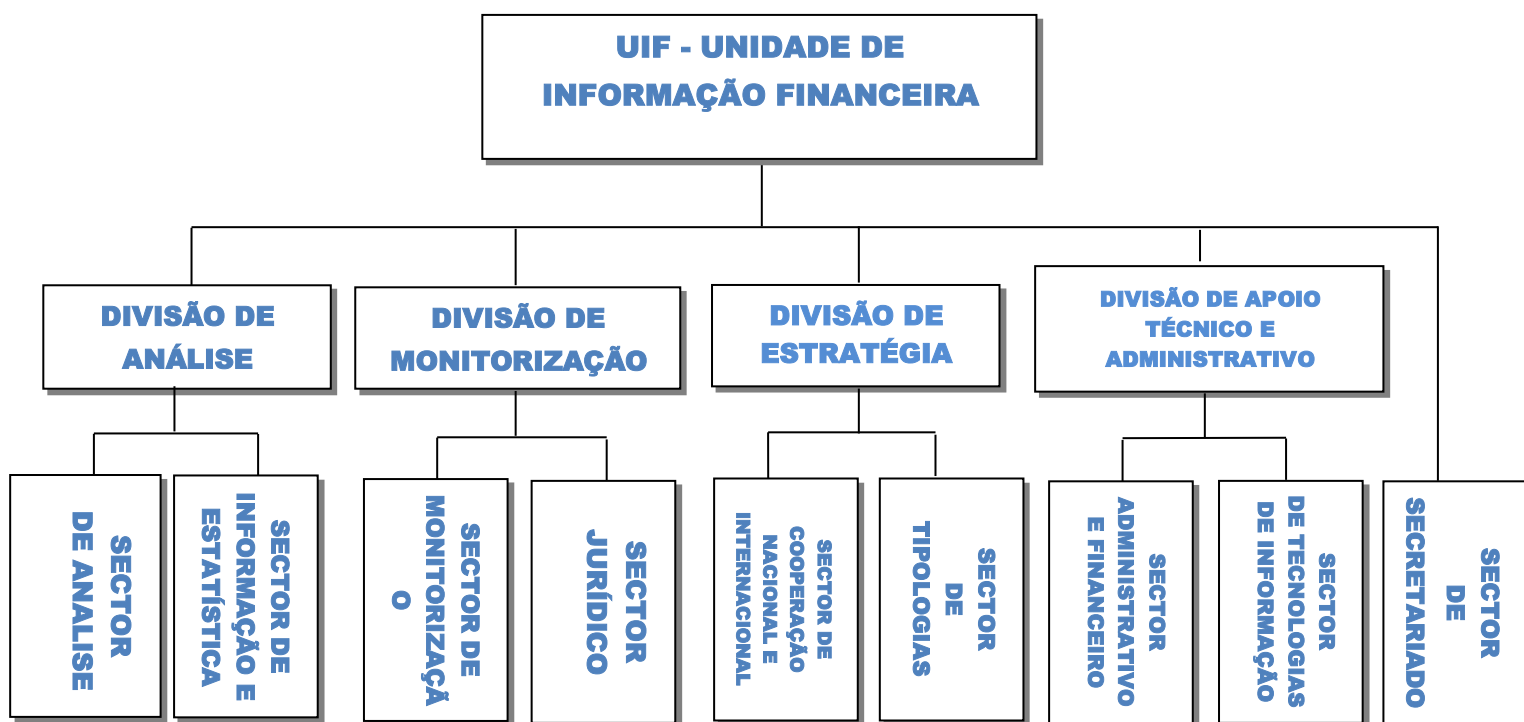 UIF - UNIDADE DE
INFORMAÇÃO FINANCEIRA
DIVISÃO DE
ANÁLISE
DIVISÃO DE
MONITORIZAÇÃO
DIVISÃO DE
ESTRATÉGIA
DIVISÃO DE APOIO
TÉCNICO E
ADMINISTRATIVO
SECTOR
DE ANALISE
SECTOR DE
INFORMAÇÃO E
ESTATÍSTICA
SECTOR DE
MONITORIZAÇÃ
O
SECTOR
JURÍDICO
SECTOR DE
COOPERAÇÃO
NACIONAL E
INTERNACIONAL
SECTOR
DE
TIPOLOGIAS
SECTOR
ADMINISTRATIVO
E FINANCEIRO
SECTOR
DE TECNOLOGIAS
DE INFORMAÇÃO
SECTOR
DE
SECRETARIADO